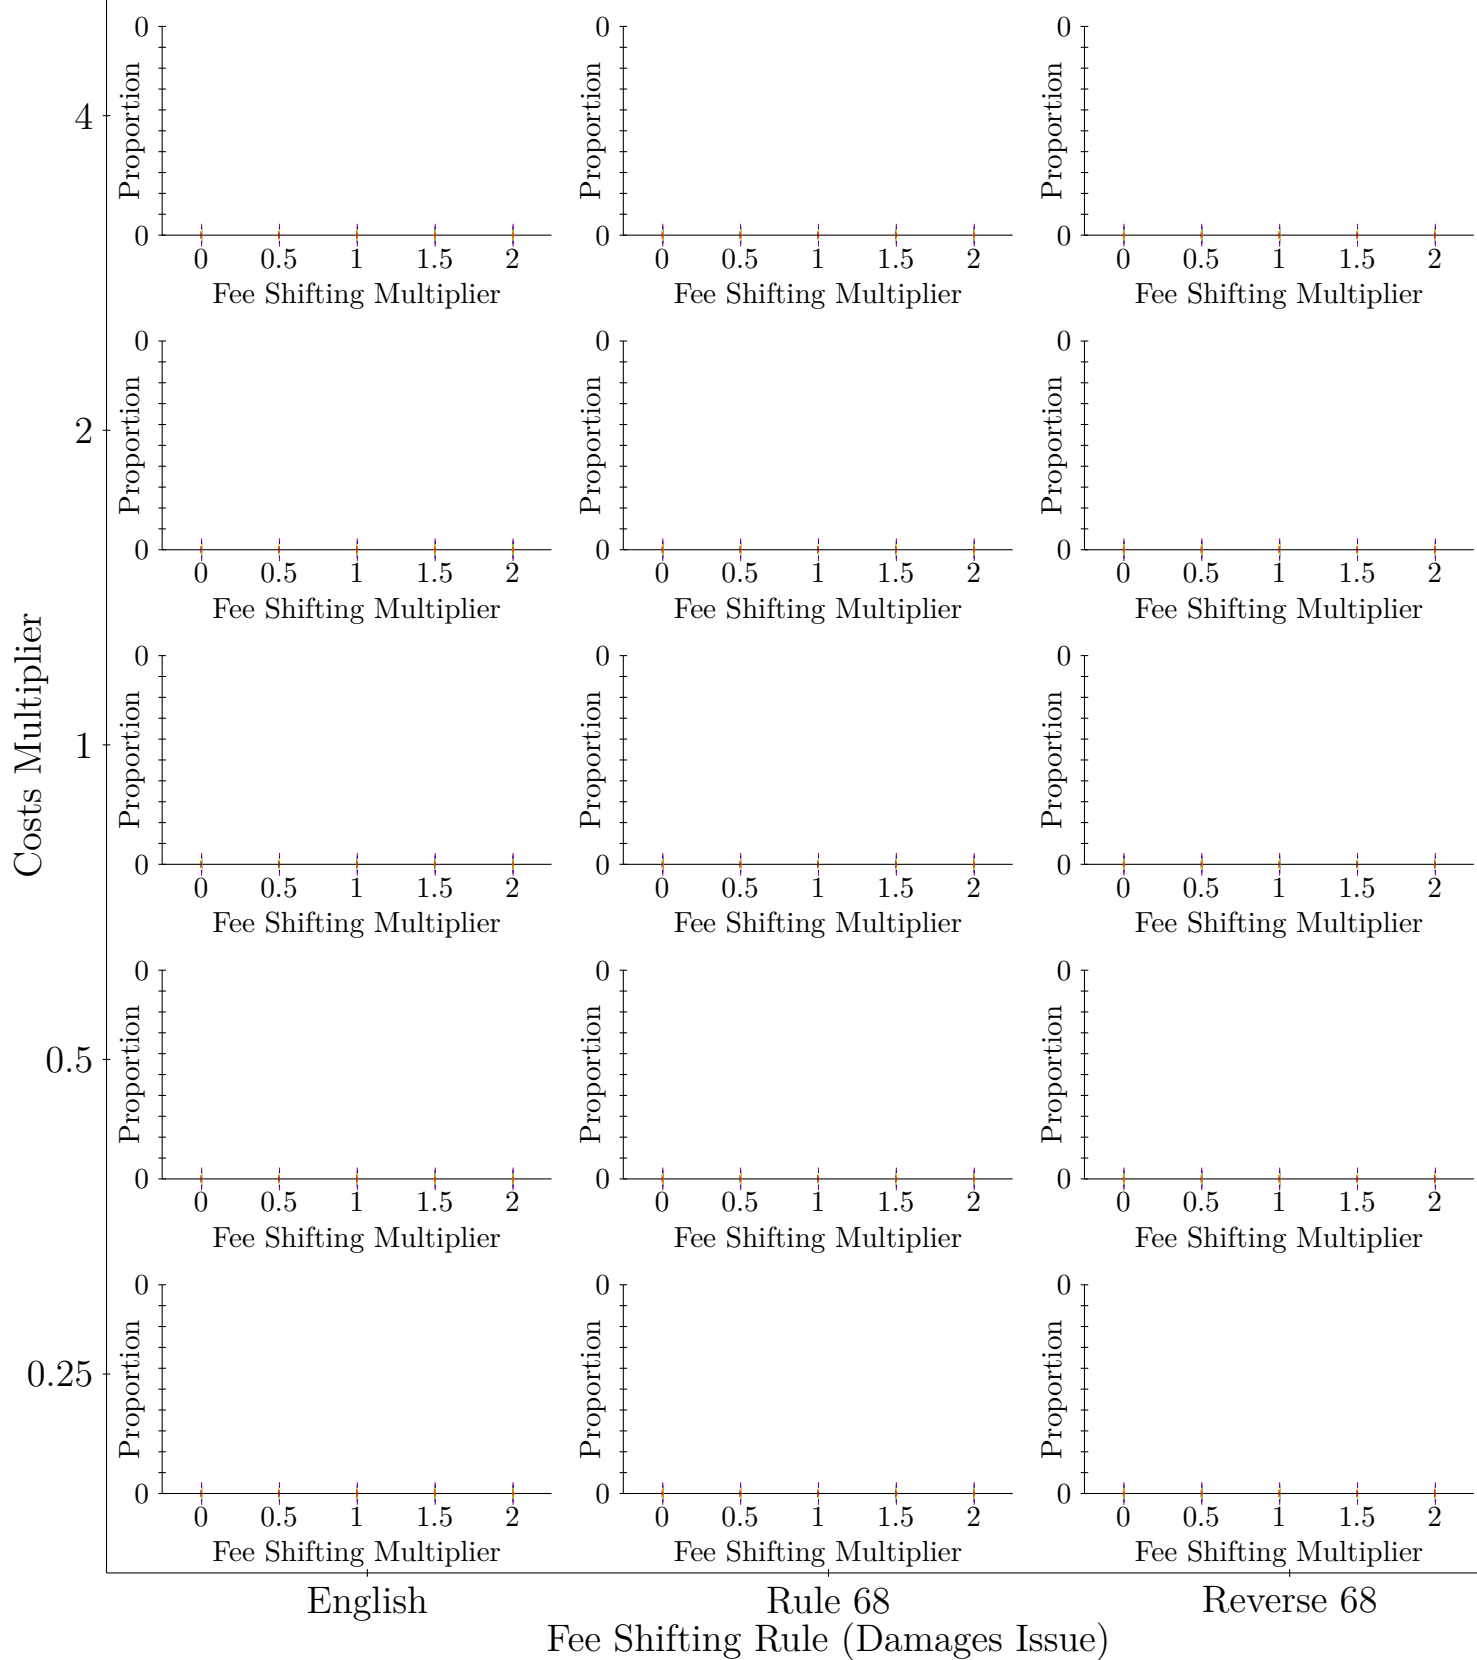 0
0
0
Proportion
Proportion
Proportion
4
0
0
0
0 0.5 1 1.5 2
0 0.5 1 1.5 2
0 0.5 1 1.5 2
Fee Shifting Multiplier
Fee Shifting Multiplier
Fee Shifting Multiplier
0
0
0
Proportion
Proportion
Proportion
2
0
0
0
0 0.5 1 1.5 2
0 0.5 1 1.5 2
0 0.5 1 1.5 2
Fee Shifting Multiplier
Fee Shifting Multiplier
Fee Shifting Multiplier
Costs Multiplier
0
0
0
Proportion
Proportion
Proportion
1
0
0
0
0 0.5 1 1.5 2
0 0.5 1 1.5 2
0 0.5 1 1.5 2
Fee Shifting Multiplier
Fee Shifting Multiplier
Fee Shifting Multiplier
0
0
0
Proportion
Proportion
Proportion
0.5
0
0
0
0 0.5 1 1.5 2
0 0.5 1 1.5 2
0 0.5 1 1.5 2
Fee Shifting Multiplier
Fee Shifting Multiplier
Fee Shifting Multiplier
0
0
0
Proportion
Proportion
Proportion
0.25
0
0
0
0 0.5 1 1.5 2
0 0.5 1 1.5 2
0 0.5 1 1.5 2
Fee Shifting Multiplier
Fee Shifting Multiplier
Fee Shifting Multiplier
English
Rule 68
Reverse 68
Fee Shifting Rule (Damages Issue)